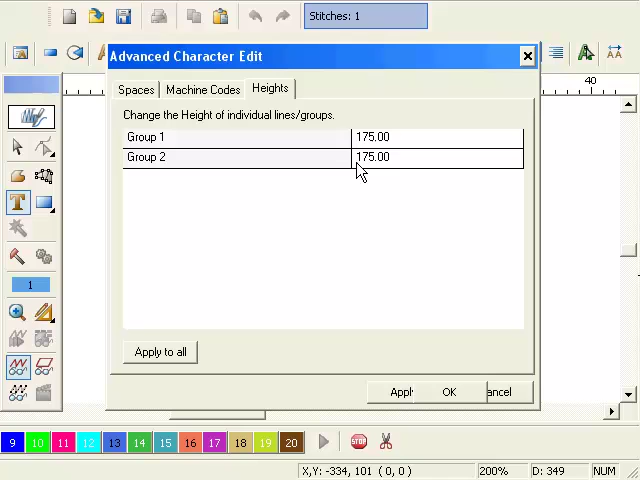 Stitches: 1
Advanced Character Edit
40
Spaces
Machine Codes
Heights
Change the Height of individual lines/groups.
Group 1 175.00
Group 2 175.00
1
Apply to all
Appl OK ancel
9 10 11 12 13 14 15 16 17 18 19 20 STOP
X,Y: -334, 101 ( 0, 0 ) 200% D: 349 NUM